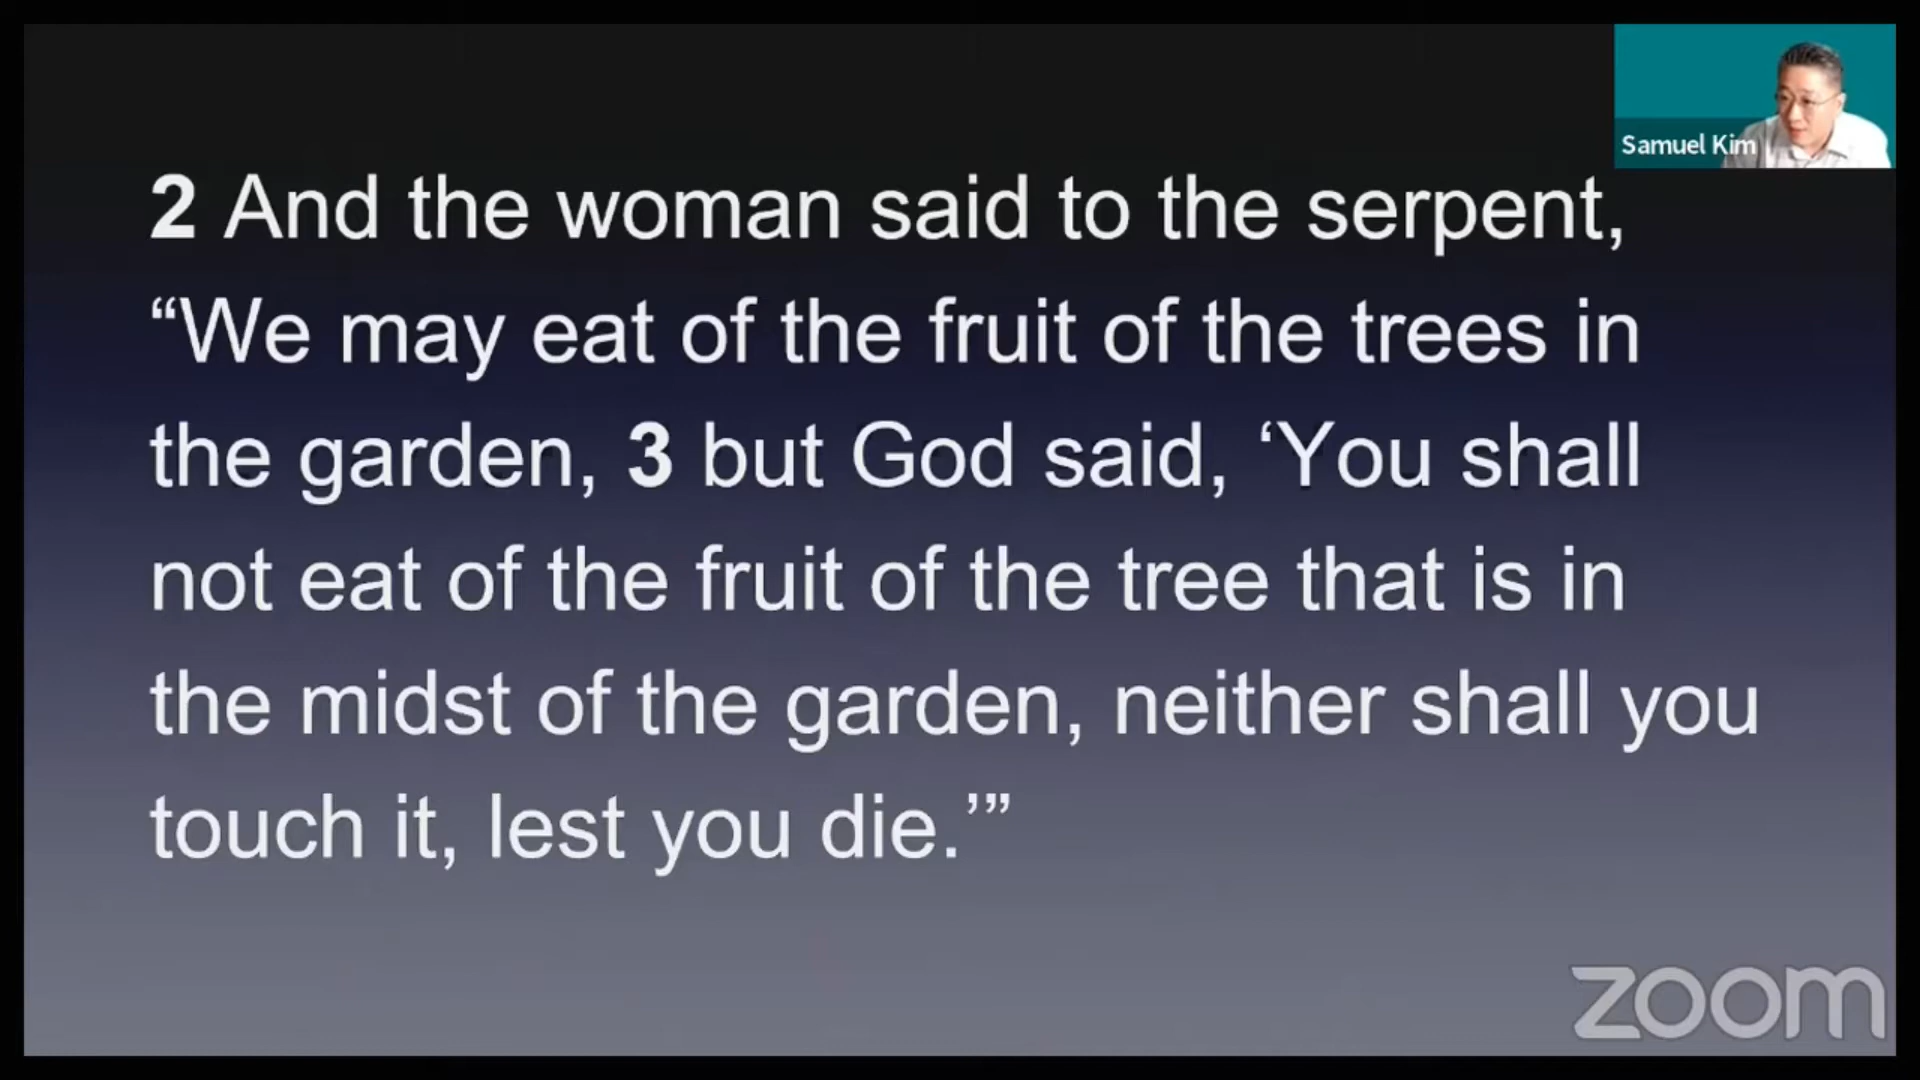 Samuel Kim
2 And the woman said to the serpent,
“We may eat of the fruit of the trees in
the garden, 3 but God said, ‘You shall
not eat of the fruit of the tree that is in
the midst of the garden, neither shall you
touch it, lest you die.’”
zoom